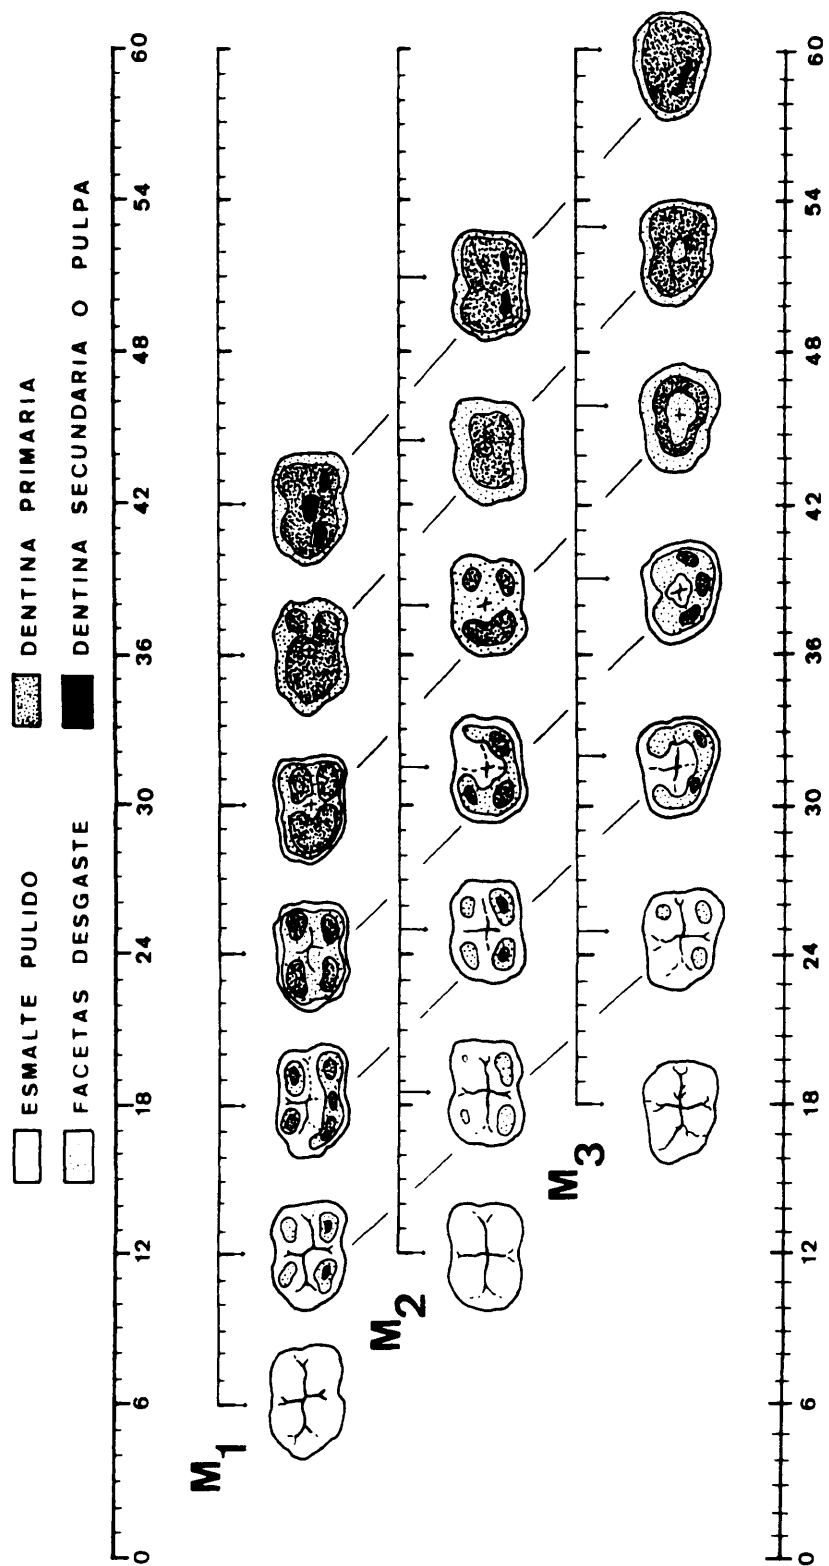 ESMALTE PULIDO
DENTINA PRIMARIA
FACETAS DESGASTE
DENTINA SECUNDARIA O PULPA
0 6 12 18 24 30 36 42 48 54 60
M1
M2
M3
0 6 12 18 24 30 36 42 48 54 60